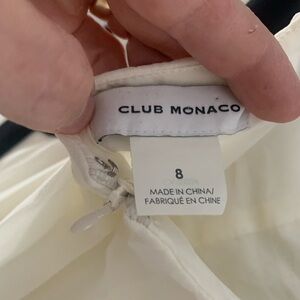 CLUB MONACO
8
MADE IN CHINA/
FABRIQUÉ EN CHINE